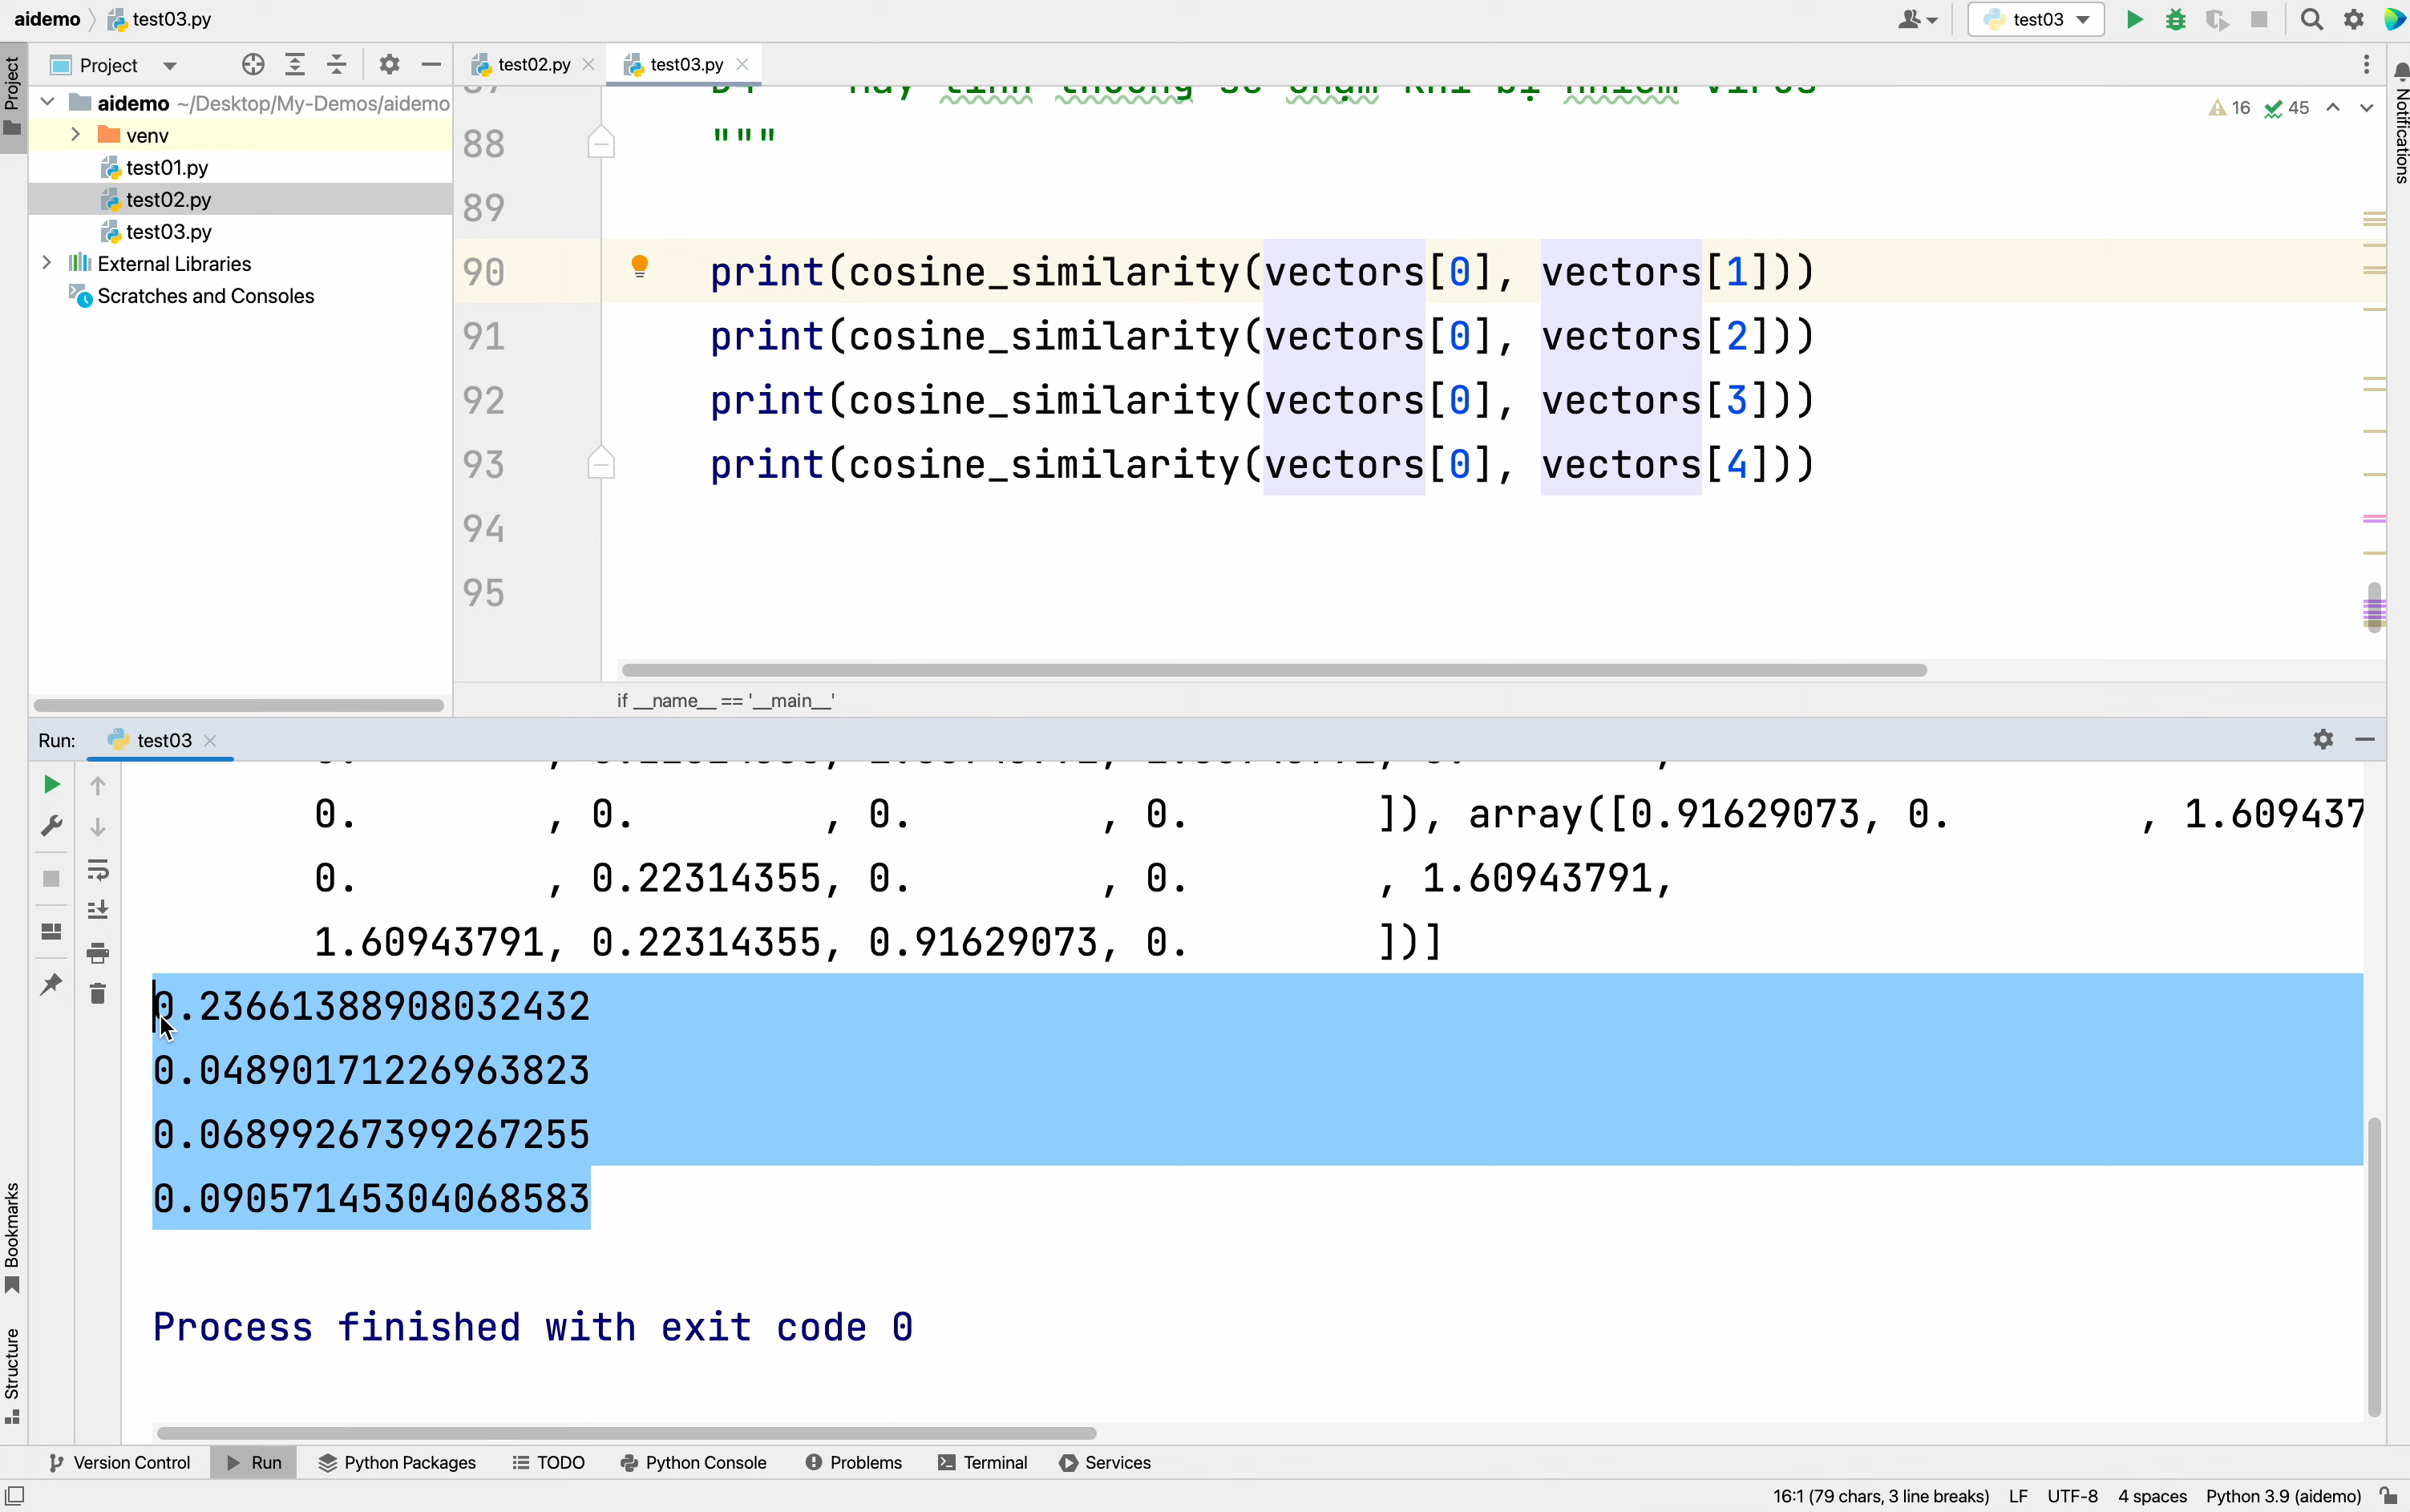 aidemo
test03.py
test03
Project
Project
test02.py
test03.py
aidemo ~/Desktop/My-Demos/aidemo
venv
test01.py
test02.py
test03.py
External Libraries
Scratches and Consoles
16 45
Notifications
88 """
89
90 print(cosine_similarity(vectors[0], vectors[1]))
91 print(cosine_similarity(vectors[0], vectors[2]))
92 print(cosine_similarity(vectors[0], vectors[3]))
93 print(cosine_similarity(vectors[0], vectors[4]))
94
95
if __name__ == '__main__'
Run: test03
0. , 0. , 0. , 0. ]), array([0.91629073, 0. , 1.609437
0. , 0.22314355, 0. , 0. , 1.60943791,
1.60943791, 0.22314355, 0.91629073, 0. ])]
0.23661388908032432
0.04890171226963823
0.06899267399267255
0.09057145304068583
Process finished with exit code 0
Bookmarks
Structure
Version Control Run Python Packages TODO Python Console Problems Terminal Services
16:1 (79 chars, 3 line breaks) LF UTF-8 4 spaces Python 3.9 (aidemo)